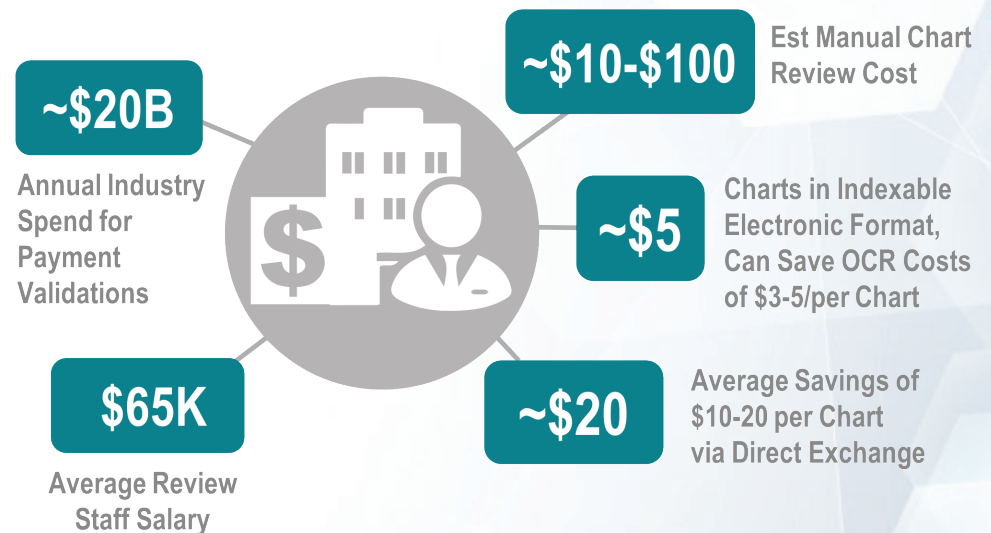 ~$20B
Annual Industry
Spend for
Payment
Validations
$65K
Average Review
Staff Salary
$
~$10-$100
Est Manual Chart
Review Cost
~$5
Charts in Indexable
Electronic Format,
Can Save OCR Costs
of $3-5/per Chart
~$20
Average Savings of
$10-20 per Chart
via Direct Exchange